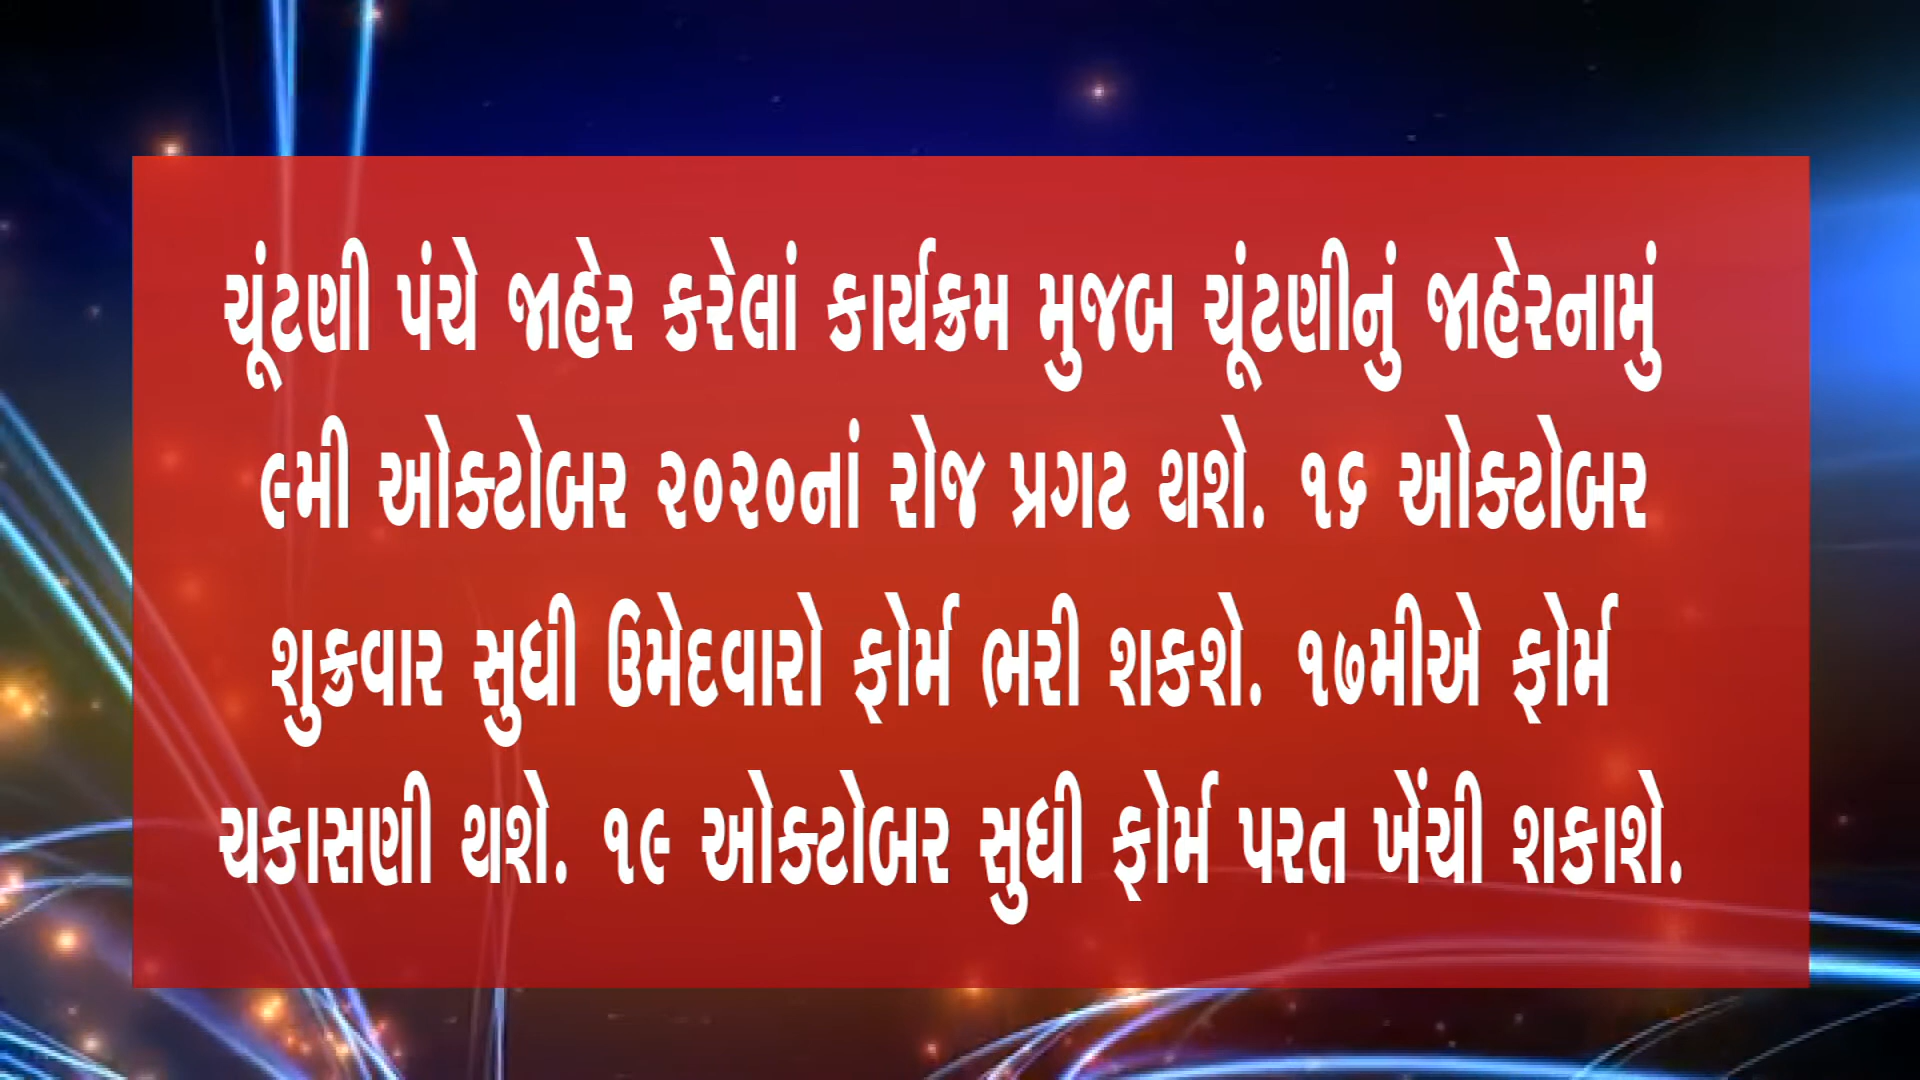 ચૂંટણી પંચે જાહેર કરેલાં કાર્યક્રમ મુજબ ચૂંટણીનું જાહેરનામું
૯મી ઓક્ટોબર ૨૦૨૦નાં રોજ પ્રગટ થશે. ૧૬ ઓક્ટોબર
શુક્રવાર સુધી ઉમેદવારો ફોર્મ ભરી શકશે. ૧૭મીએ ફોર્મ
ચકાસણી થશે. ૧૯ ઓક્ટોબર સુધી ફોર્મ પરત ખેંચી શકાશે.